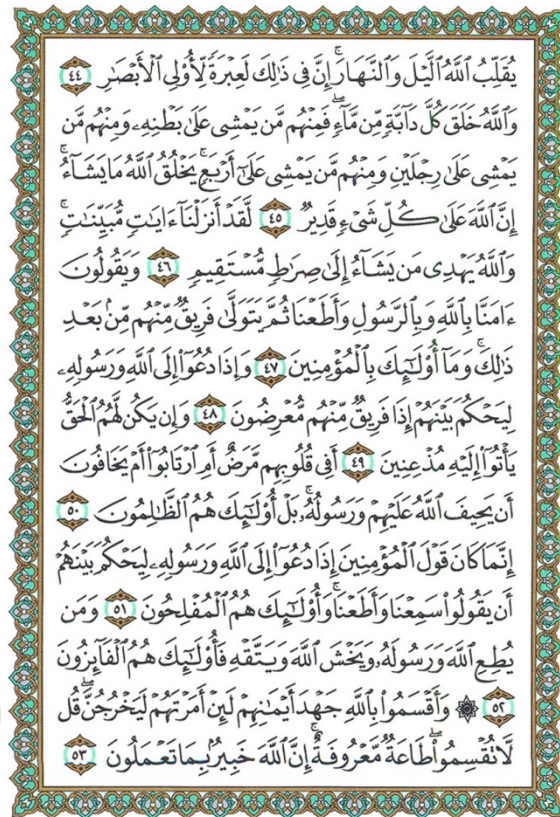 يُقَلِّبُ ٱللَّهُ ٱلَّيۡلَ وَٱلنَّهَارَۚ إِنَّ فِي ذَٰلِكَ لَعِبۡرَةٗ لِّأُوْلِي ٱلۡأَبۡصَٰرِ ٤٤
وَٱللَّهُ خَلَقَ كُلَّ دَآبَّةٖ مِّن مَّآءٖۖ فَمِنۡهُم مَّن يَمۡشِي عَلَىٰ بَطۡنِهِۦ وَمِنۡهُم مَّن
يَمۡشِي عَلَىٰ رِجۡلَيۡنِ وَمِنۡهُم مَّن يَمۡشِي عَلَىٰٓ أَرۡبَعٖۚ يَخۡلُقُ ٱللَّهُ مَا يَشَآءُۚ
إِنَّ ٱللَّهَ عَلَىٰ كُلِّ شَيۡءٖ قَدِيرٞ ٤٥ لَّقَدۡ أَنزَلۡنَآ ءَايَٰتٖ مُّبَيِّنَٰتٖۚ
وَٱللَّهُ يَهۡدِي مَن يَشَآءُ إِلَىٰ صِرَٰطٖ مُّسۡتَقِيمٖ ٤٦ وَيَقُولُونَ
ءَامَنَّا بِٱللَّهِ وَبِٱلرَّسُولِ وَأَطَعۡنَا ثُمَّ يَتَوَلَّىٰ فَرِيقٞ مِّنۡهُم مِّنۢ بَعۡدِ
ذَٰلِكَۚ وَمَآ أُوْلَٰٓئِكَ بِٱلۡمُؤۡمِنِينَ ٤٧ وَإِذَا دُعُوٓاْ إِلَى ٱللَّهِ وَرَسُولِهِۦ
لِيَحۡكُمَ بَيۡنَهُمۡ إِذَا فَرِيقٞ مِّنۡهُم مُّعۡرِضُونَ ٤٨ وَإِن يَكُن لَّهُمُ ٱلۡحَقُّ
يَأۡتُوٓاْ إِلَيۡهِ مُذۡعِنِينَ ٤٩ أَفِي قُلُوبِهِم مَّرَضٌ أَمِ ٱرۡتَابُوٓاْ أَمۡ يَخَافُونَ
أَن يَحِيفَ ٱللَّهُ عَلَيۡهِمۡ وَرَسُولُهُۥۚ بَلۡ أُوْلَٰٓئِكَ هُمُ ٱلظَّٰلِمُونَ ٥٠
إِنَّمَا كَانَ قَوۡلَ ٱلۡمُؤۡمِنِينَ إِذَا دُعُوٓاْ إِلَى ٱللَّهِ وَرَسُولِهِۦ لِيَحۡكُمَ بَيۡنَهُمۡ
أَن يَقُولُواْ سَمِعۡنَا وَأَطَعۡنَاۚ وَأُوْلَٰٓئِكَ هُمُ ٱلۡمُفۡلِحُونَ ٥١ وَمَن
يُطِعِ ٱللَّهَ وَرَسُولَهُۥ وَيَخۡشَ ٱللَّهَ وَيَتَّقۡهِ فَأُوْلَٰٓئِكَ هُمُ ٱلۡفَآئِزُونَ
٥٢ ۞ وَأَقۡسَمُواْ بِٱللَّهِ جَهۡدَ أَيۡمَٰنِهِمۡ لَئِنۡ أَمَرۡتَهُمۡ لَيَخۡرُجُنَّۖ قُل
لَّا تُقۡسِمُواْۖ طَاعَةٞ مَّعۡرُوفَةٌۚ إِنَّ ٱللَّهَ خَبِيرُۢ بِمَا تَعۡمَلُونَ ٥٣